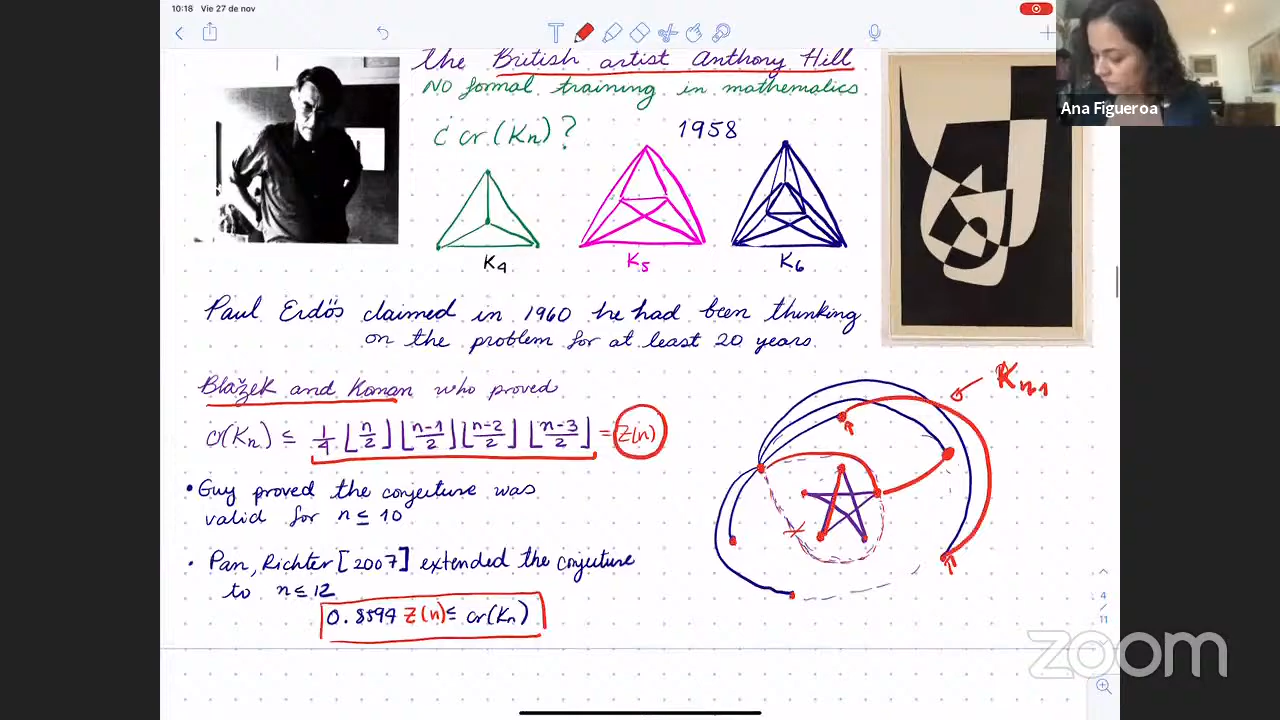 10:18 Vie 27 de nov
The British artist Anthony Hill
No formal training in mathematics
¿ cr(Kn)?
1958
K4
K5
K6
Ana Figueroa
Paul Erdős claimed in 1960 he had been thinking
on the problem for at least 20 years
Blažek and Koman who proved
cr(Kn) ≤ 1/4 ⌊n/2⌋ ⌊n-1/2⌋ ⌊n-2/2⌋ ⌊n-3/2⌋ = Z(n)
• Guy proved the conjecture was
valid for n ≤ 10
• Pan, Richter [2007] extended the conjecture
to n ≤ 12
0.8594 Z(n) ≤ cr(Kn)
4
/
11
zoom